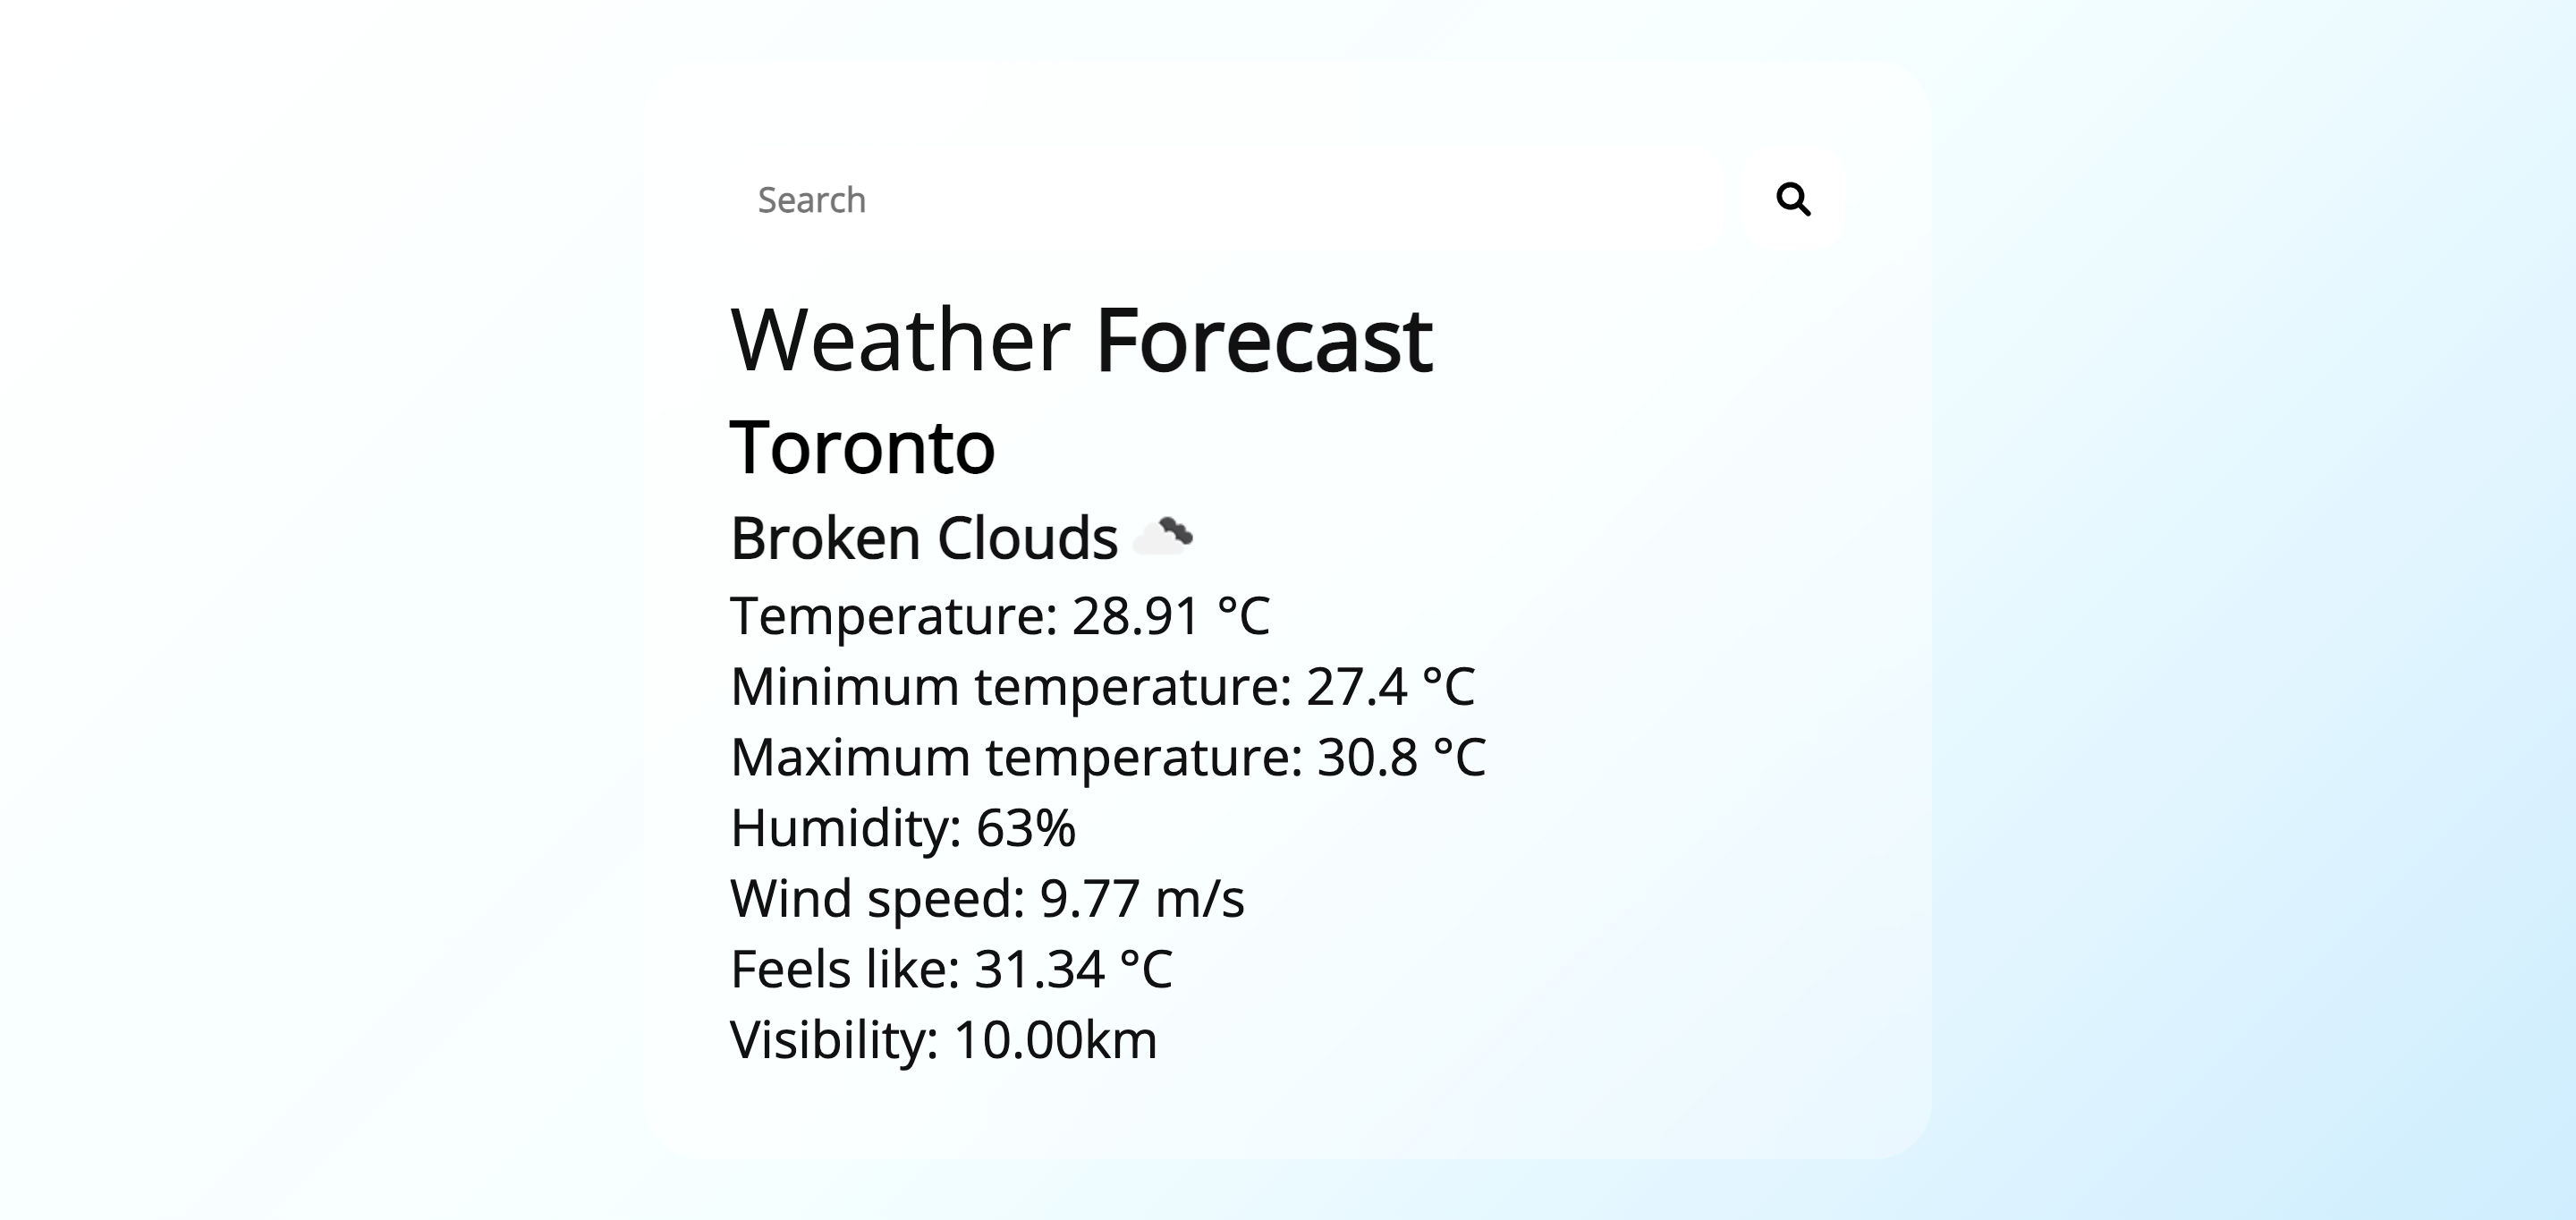 Search
Weather Forecast
Toronto
Broken Clouds
Temperature: 28.91 °C
Minimum temperature: 27.4 °C
Maximum temperature: 30.8 °C
Humidity: 63%
Wind speed: 9.77 m/s
Feels like: 31.34 °C
Visibility: 10.00km